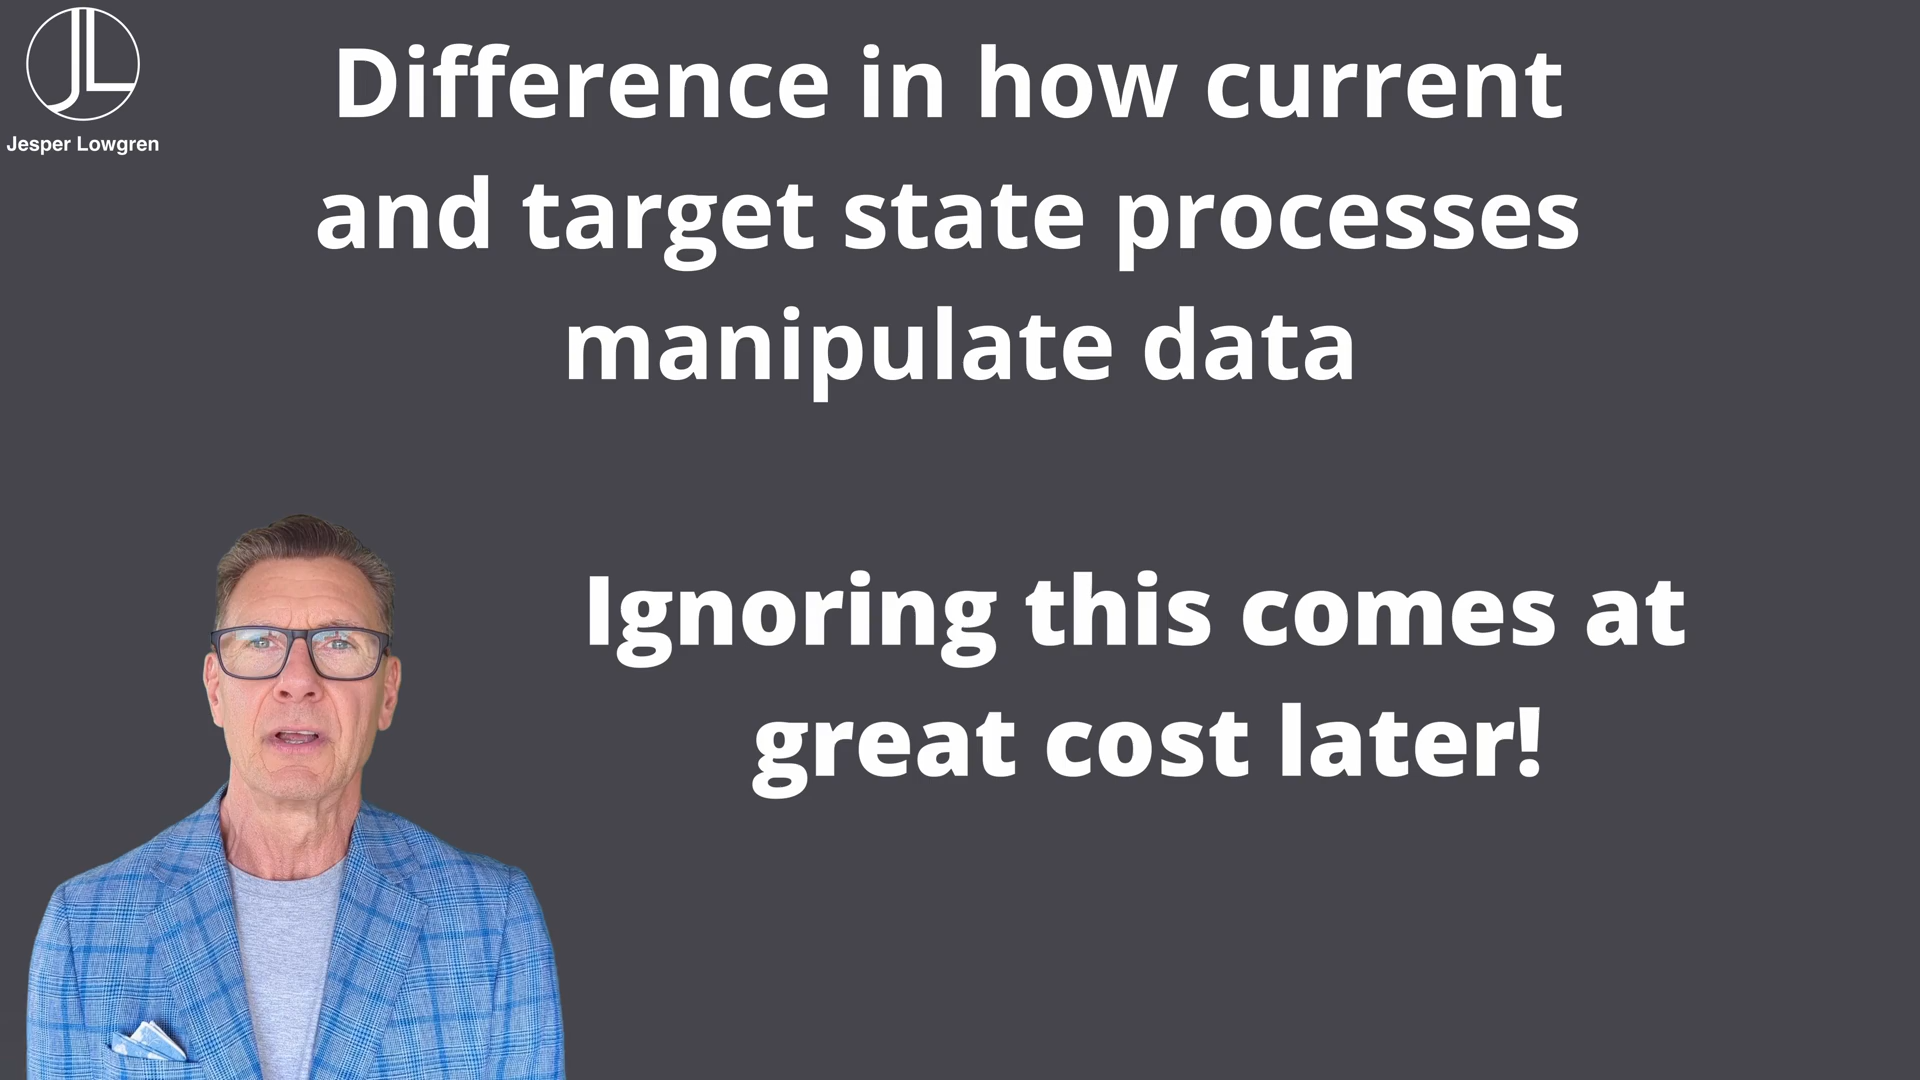 JL
Jesper Lowgren
Difference in how current
and target state processes
manipulate data
Ignoring this comes at
great cost later!